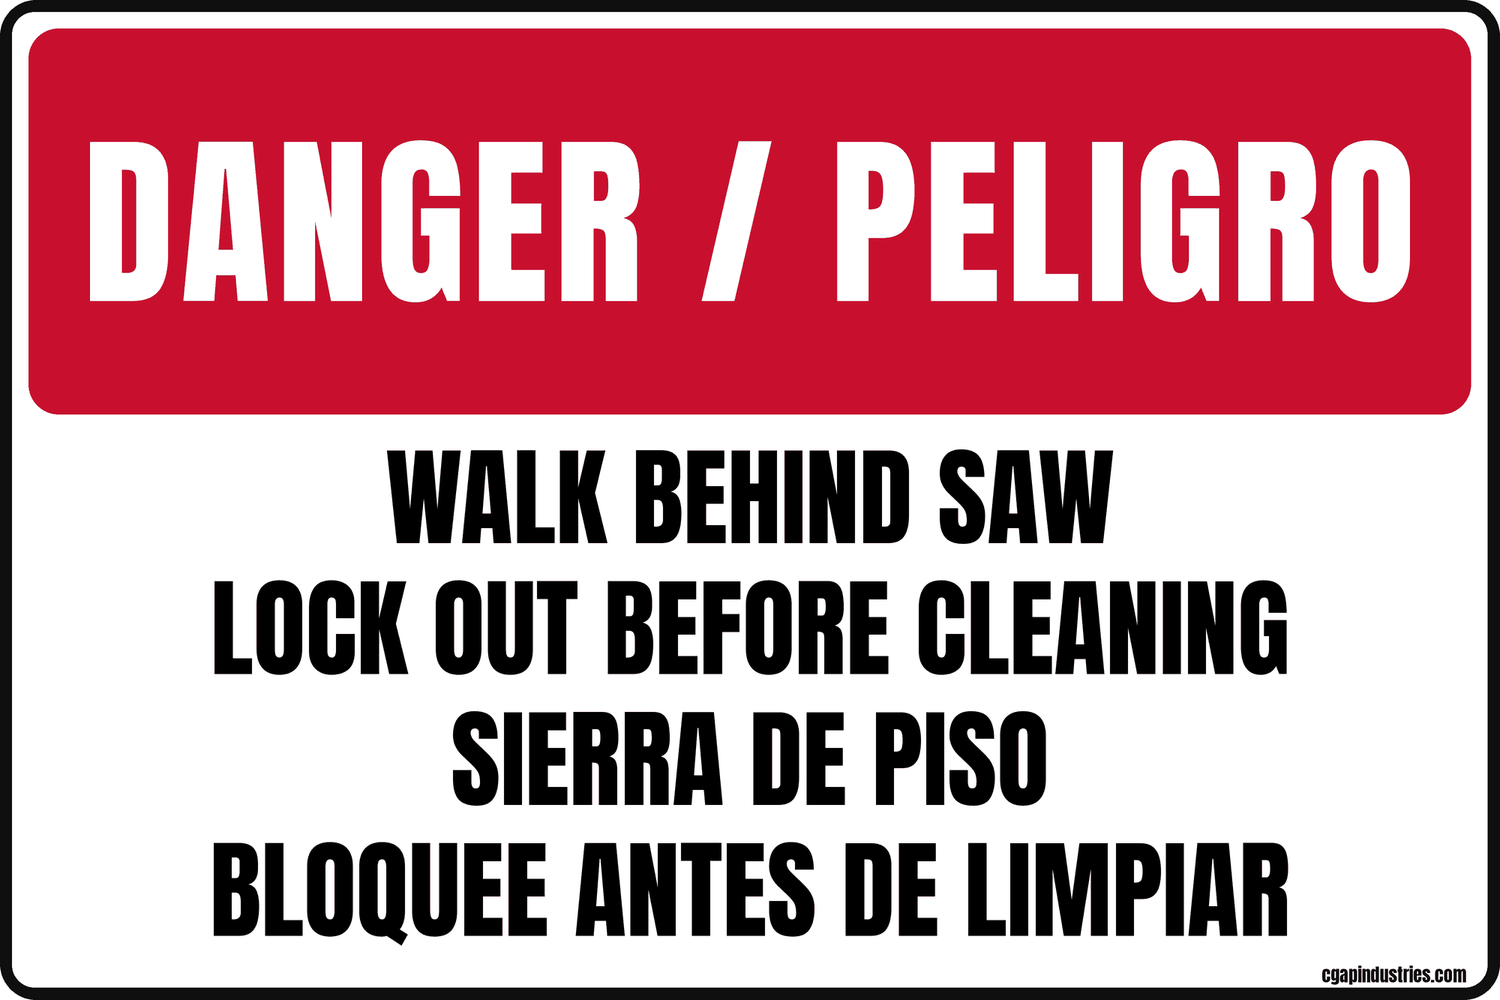 DANGER / PELIGRO
WALK BEHIND SAW
LOCK OUT BEFORE CLEANING
SIERRA DE PISO
BLOQUEE ANTES DE LIMPIAR
cgapindustries.com